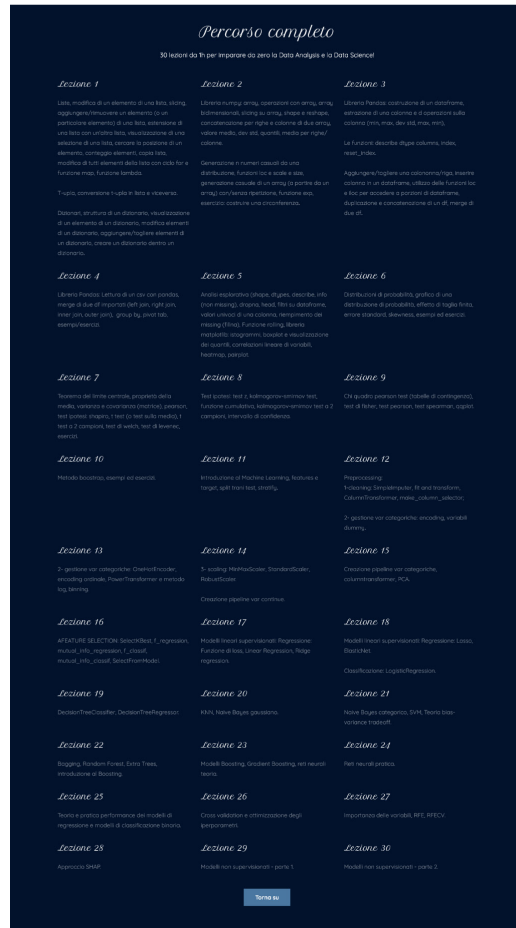 Percorso completo
30 lezioni da 1h per imparare da zero la Data Analysis e la Data Science!
Lezione 1
Liste, modifica di un elemento di una lista, slicing,
aggiungere/rimuovere un elemento (o un
particolare elemento) di una lista, estensione di
una lista con un'altra lista, visualizzazione di una
selezione di una lista, cercare la posizione di un
elemento, conteggio elementi, copia lista,
modifica di tutti elementi della lista con ciclo for e
funzione map, funzione lambda.
T-upla, conversione t-upla in lista e viceversa.
Dizionari, struttura di un dizionario, visualizzazione
di un elemento di un dizionario, modifica elementi
di un dizionario, aggiungere/togliere elementi di
un dizionario, creare un dizionario dentro un
dizionario.
Lezione 2
Libreria numpy: array, operazioni con array, array
bidimensionali, slicing su array, shape e reshape,
concatenazione per righe e colonne di due array,
valore medio, dev std, quantili, media per righe/
colonne.
Generazione n numeri casuali da una
distribuzione, funzioni loc e scale e size,
generazione casuale di un array (a partire da un
array) con/senza ripetizione, funzione exp,
esercizio: costruire una circonferenza.
Lezione 3
Libreria Pandas: costruzione di un dataframe,
estrazione di una colonna e d operazioni sulla
colonna (min, max, dev std, max, min),
Le funzioni describe dtype columns, index,
reset_index.
Aggiungere/togliere una colonanna/riga, inserire
colonna in un dataframe, utilizzo delle funzioni loc
e iloc per accedere a porzioni di dataframe,
duplicazione e concatenazione di un df, merge di
due df.
Lezione 4
Libreria Pandas: Lettura di un csv con pandas,
merge di due df importati (left join, right join,
inner join, outer join), group by, pivot tab,
esempi/esercizi.
Lezione 5
Analisi esplorativa (shape, dtypes, describe, info
(non missing), dropna, head, filtri su dataframe,
valori univoci di una colonna, riempimento dei
missing (fillna), Funzione rolling, libreria
matplotlib: istogrammi, boxplot e visualizzazione
dei quantili, correlazioni lineare di variabili,
heatmap, pairplot.
Lezione 6
Distribuzioni di probabilità, grafico di una
distribuzione di probabilità, effetto di taglia finita,
errore standard, skewness, esempi ed esercizi.
Lezione 7
Teorema del limite centrale, proprietà della
media, varianza e covarianza (matrice), pearson,
test ipotesi: shapiro, t test (o test sulla media), t
test a 2 campioni, test di welch, test di levenec,
esercizi.
Lezione 8
Test ipotesi: test z, kolmogorov-smirnov test,
funzione cumulativa, kolmogorov-smirnov test a 2
campioni, intervallo di confidenza.
Lezione 9
Chi quadro pearson test (tabelle di contingenza),
test di fisher, test pearson, test spearman, qqplot.
Lezione 10
Metodo boostrap, esempi ed esercizi.
Lezione 11
Introduzione al Machine Learning, features e
target, split train test, stratify.
Lezione 12
Preprocessing:
1-cleaning: SimpleImputer, fit and transform,
ColumnTransformer, make_column_selector,
2- gestione var categoriche: encoding, variabili
dummy.
Lezione 13
2- gestione var categoriche: OneHotEncoder,
encoding ordinale, PowerTransformer e metodo
log, binning.
Lezione 14
3- scaling: MinMaxScaler, StandardScaler,
RobustScaler
Creazione pipeline var continue.
Lezione 15
Creazione pipeline var categoriche,
columntransformer, PCA.
Lezione 16
AFEATURE SELECTION: SelectKBest, f_regression,
mutual_info_regression, f_classif,
mutual_info_classif, SelectFromModel.
Lezione 17
Modelli lineari supervisionati: Regressione:
Funzione di loss, Linear Regression, Ridge
regression.
Lezione 18
Modelli lineari supervisionati: Regressione: Lasso,
ElasticNet.
Classificazione: LogisticRegression.
Lezione 19
DecisionTreeClassifier, DecisionTreeRegressor.
Lezione 20
KNN, Naive Bayes gaussiano.
Lezione 21
Naive Bayes categorico, SVM, Teoria bias-
variance tradeoff.
Lezione 22
Bagging, Random Forest, Extra Trees,
introduzione al Boosting.
Lezione 23
Modelli Boosting, Gradient Boosting, reti neurali
teoria.
Lezione 24
Reti neurali pratica.
Lezione 25
Teoria e pratica performance dei modelli di
regressione e modelli di classificazione binaria.
Lezione 26
Cross validation e ottimizzazione degli
iperparametri.
Lezione 27
Importanza delle variabili, RFE, RFECV.
Lezione 28
Approccio SHAP.
Lezione 29
Modelli non supervisionati - parte 1.
Lezione 30
Modelli non supervisionati - parte 2.
Torna su